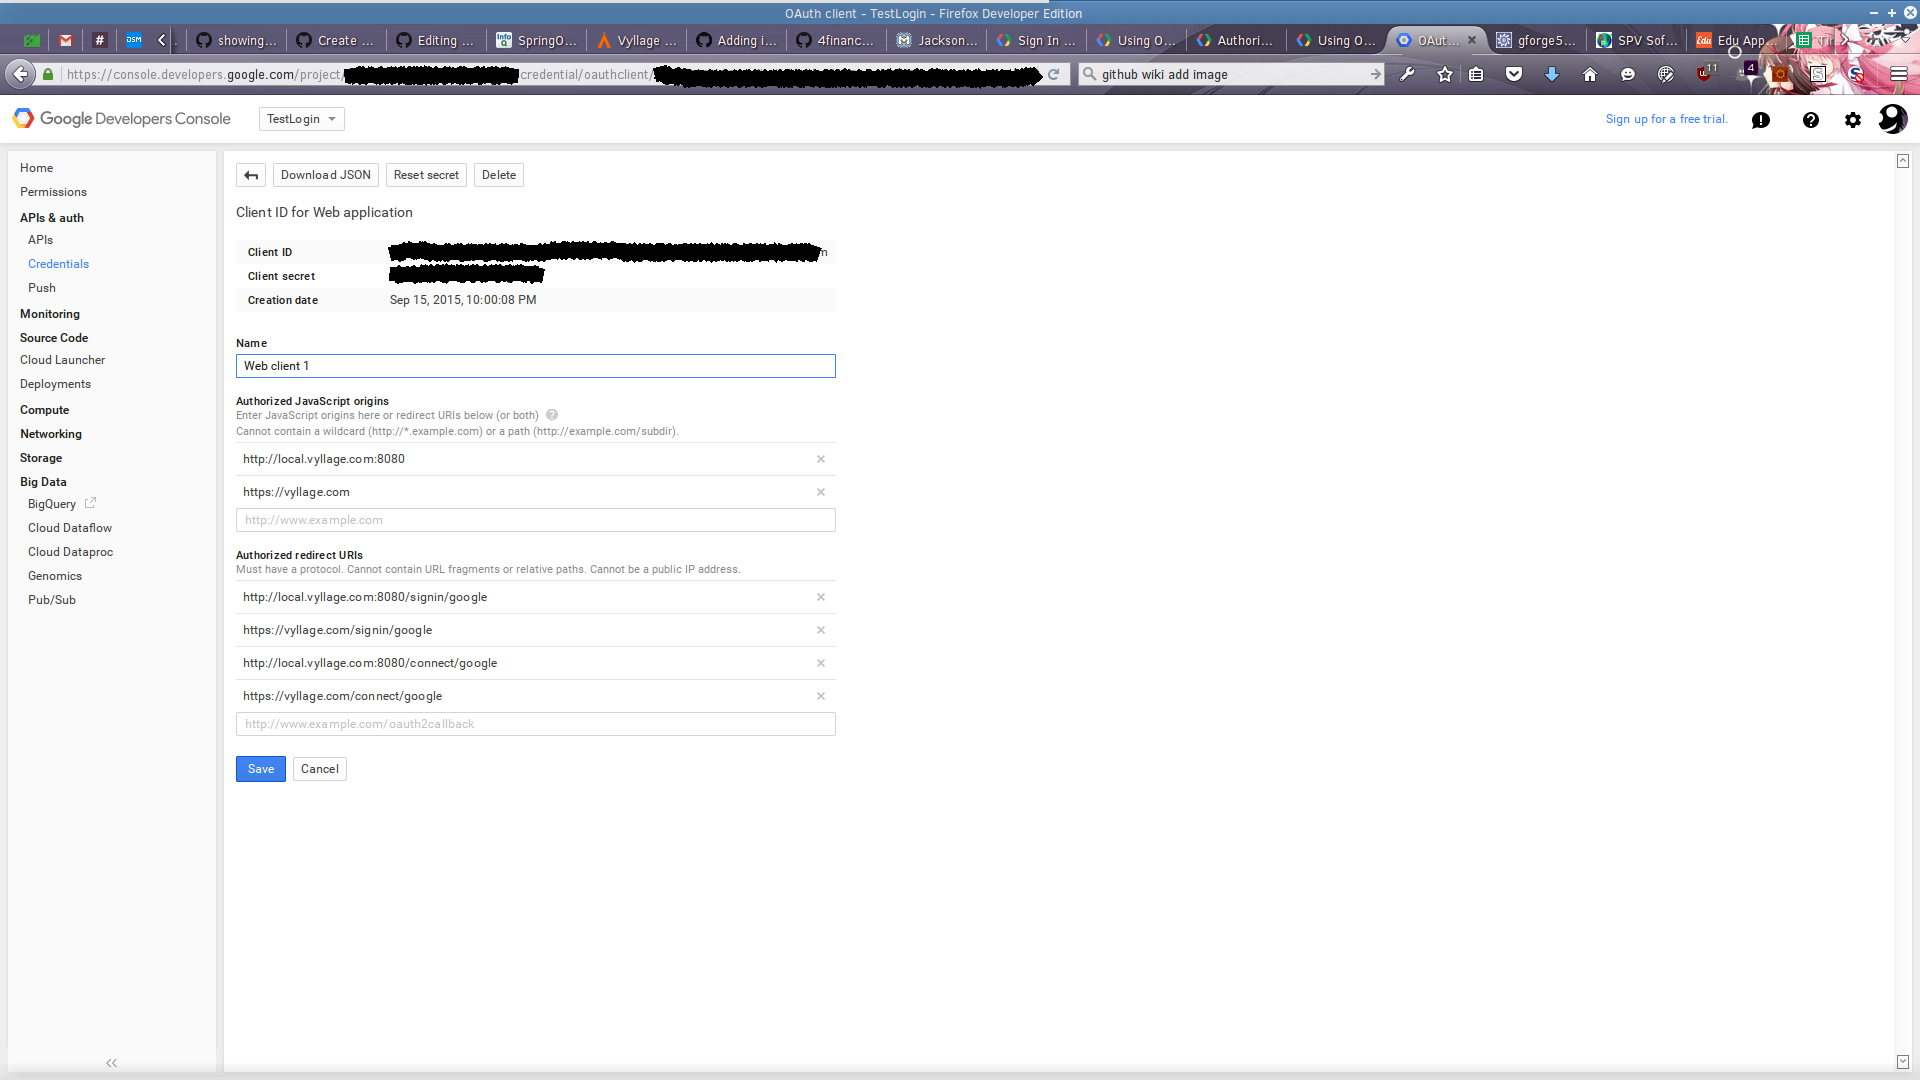 OAuth client - TestLogin - Firefox Developer Edition
showing...
Create ...
Editing ...
SpringO...
Vyllage ...
Adding i...
4financ...
Jackson...
Sign In ...
Using O...
Authori...
Using O...
OAut...
gforge5...
SPV Sof...
Edu App...
https://console.developers.google.com/project/
credential/oauthclient/
github wiki add image
11
4
Google Developers Console
TestLogin
Sign up for a free trial.
Home
Permissions
APIs & auth
APIs
Credentials
Push
Monitoring
Source Code
Cloud Launcher
Deployments
Compute
Networking
Storage
Big Data
BigQuery
Cloud Dataflow
Cloud Dataproc
Genomics
Pub/Sub
Download JSON
Reset secret
Delete
Client ID for Web application
Client ID
Client secret
Creation date Sep 15, 2015, 10:00:08 PM
Name
Web client 1
Authorized JavaScript origins
Enter JavaScript origins here or redirect URIs below (or both)
Cannot contain a wildcard (http://*.example.com) or a path (http://example.com/subdir).
http://local.vyllage.com:8080
https://vyllage.com
http://www.example.com
Authorized redirect URIs
Must have a protocol. Cannot contain URL fragments or relative paths. Cannot be a public IP address.
http://local.vyllage.com:8080/signin/google
https://vyllage.com/signin/google
http://local.vyllage.com:8080/connect/google
https://vyllage.com/connect/google
http://www.example.com/oauth2callback
Save
Cancel